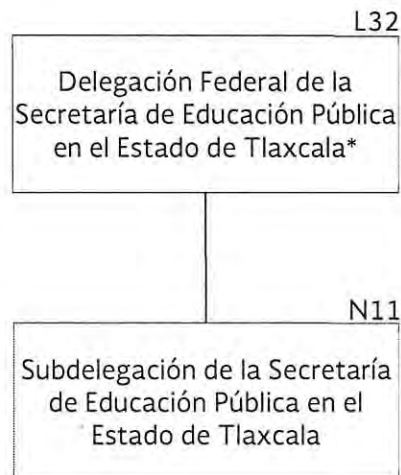 L32
Delegación Federal de la
Secretaría de Educación Pública
en el Estado de Tlaxcala*
N11
Subdelegación de la Secretaría
de Educación Pública en el
Estado de Tlaxcala